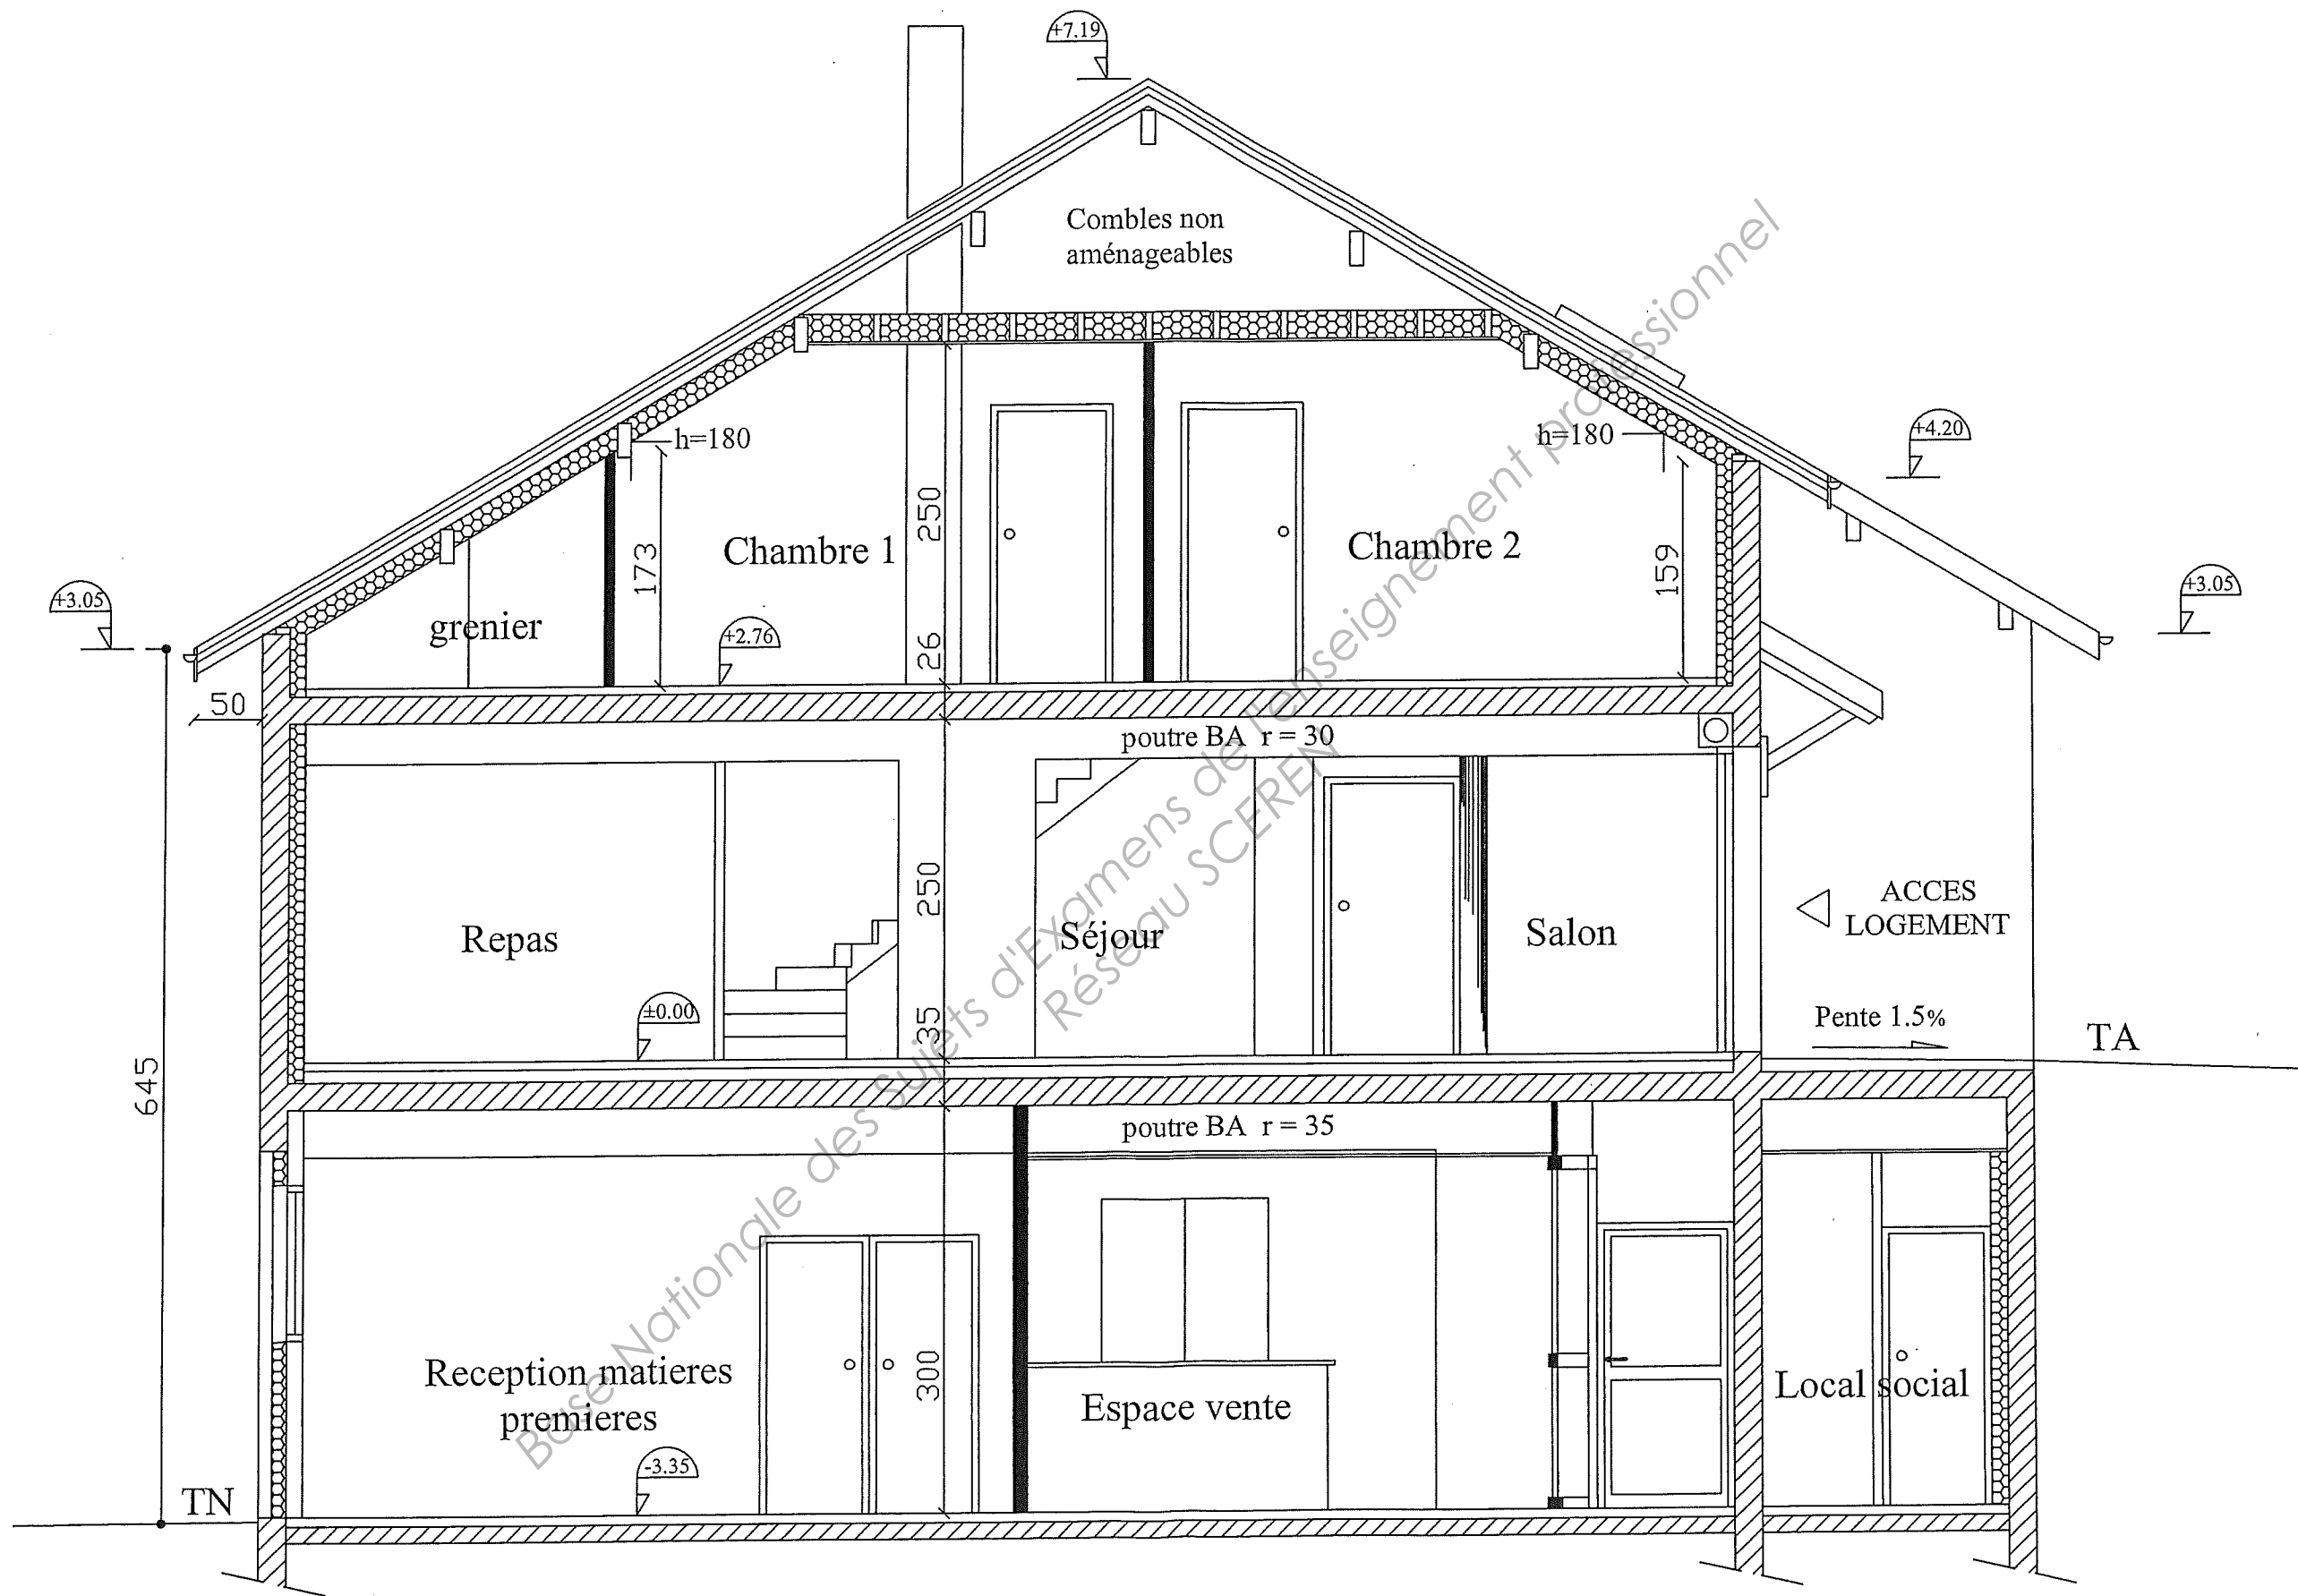 +7.19
Combles non
aménageables
h=180
h=180
+4.20
250
Chambre 1
Chambre 2
173
159
+3.05
grenier
+2.76
26
+3.05
50
poutre BA r = 30
250
Repas
Séjour
Salon
ACCES
LOGEMENT
±0.00
35
Pente 1.5%
TA
645
poutre BA r = 35
Reception matieres
premieres
300
Espace vente
Local social
-3.35
TN
Base Nationale des Sujets d'Examens de l'enseignement professionnel
Réseau SCEREN